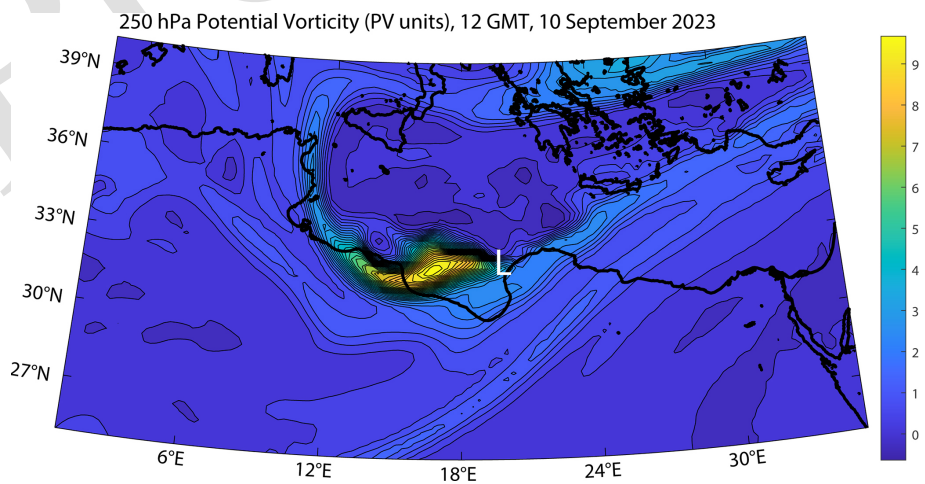 250 hPa Potential Vorticity (PV units), 12 GMT, 10 September 2023
39°N
36°N
33°N
30°N
27°N
6°E
12°E
18°E
24°E
30°E
L
9
8
7
6
5
4
3
2
1
0